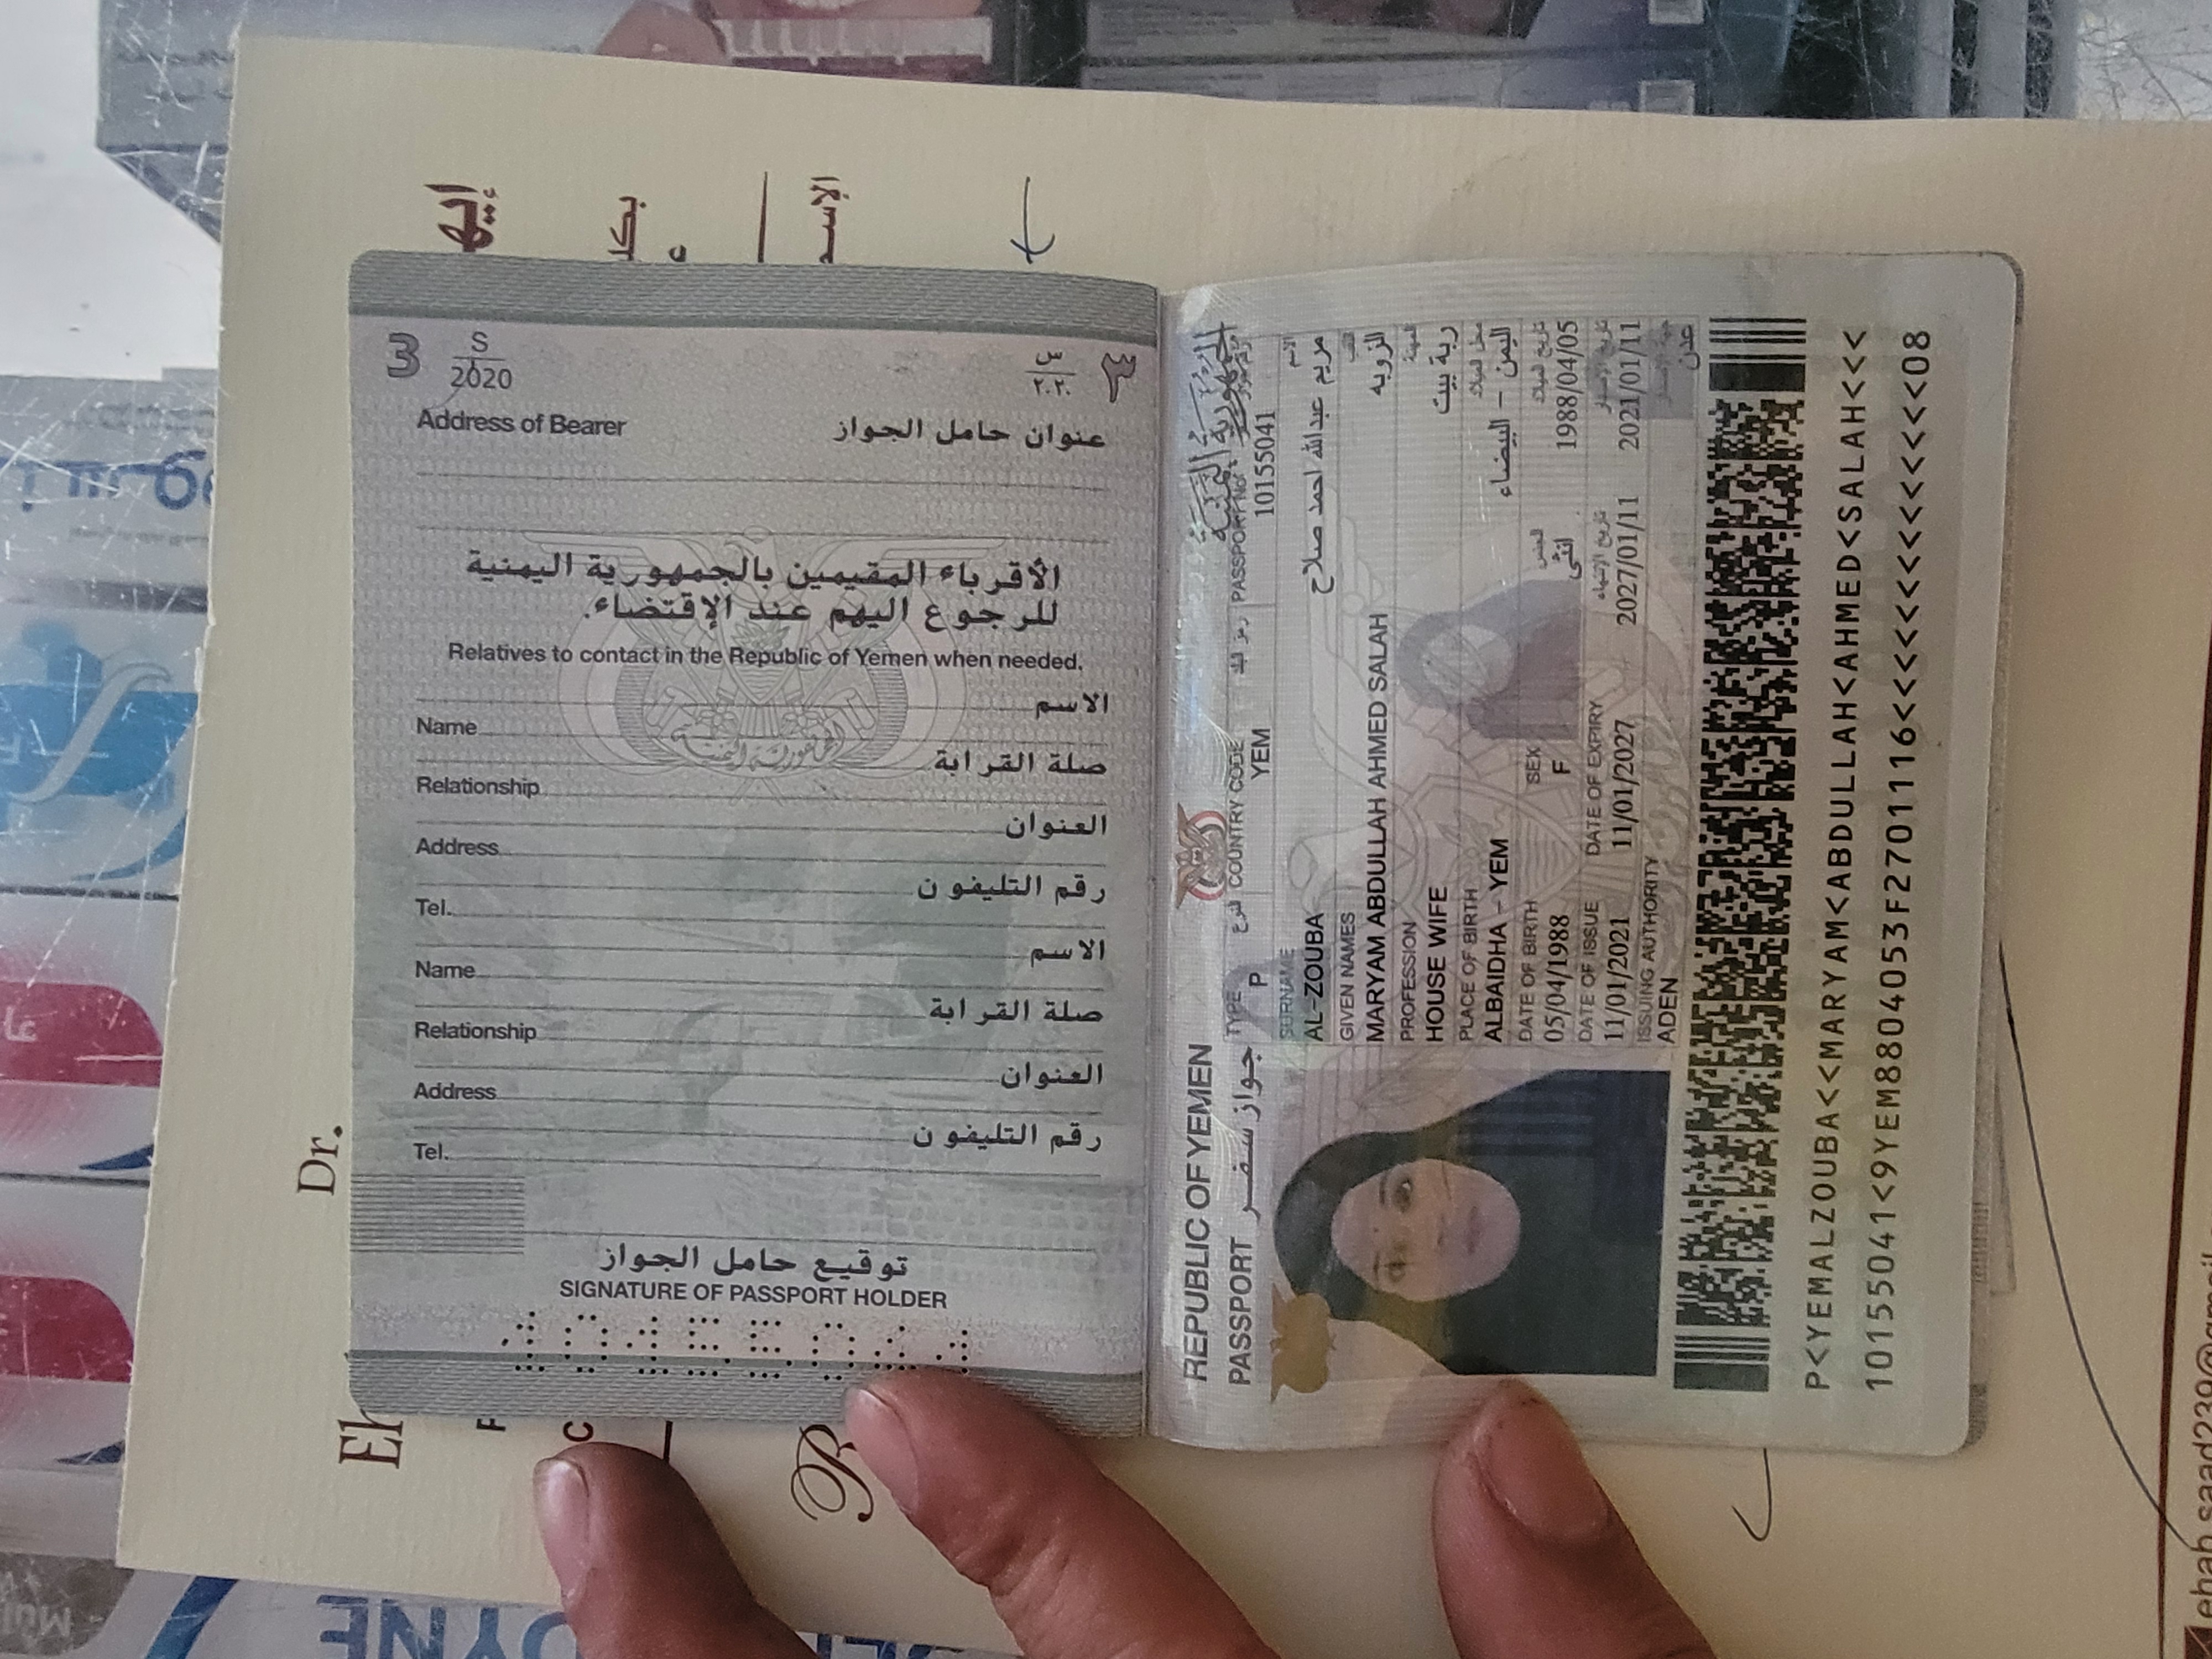 Dr.
3
S
2020
س
٢٠٢٠
٣
Address of Bearer
عنوان حامل الجواز
الأقرباء المقيمين بالجمهورية اليمنية
للرجوع اليهم عند الإقتضاء.
Relatives to contact in the Republic of Yemen when needed.
Name
الاسم
Relationship
صلة القرابة
Address
العنوان
Tel.
رقم التليفون
Name
الاسم
Relationship
صلة القرابة
Address
العنوان
Tel.
رقم التليفون
توقيع حامل الجواز
SIGNATURE OF PASSPORT HOLDER
REPUBLIC OF YEMEN
الجمهورية اليمنية
PASSPORT جواز سفر
TYPE النوع COUNTRY CODE رمز البلد PASSPORT No.
P YEM 10155041
SURNAME الاسم
AL-ZOUBA مريم عبدالله احمد صلاح
GIVEN NAMES اللقب
MARYAM ABDULLAH AHMED SALAH الزوبه
PROFESSION المهنة
HOUSE WIFE ربة بيت
PLACE OF BIRTH محل الميلاد
ALBAIDHA - YEM اليمن - البيضاء
DATE OF BIRTH SEX الجنس تاريخ الميلاد
05/04/1988 F انثى 1988/04/05
DATE OF ISSUE DATE OF EXPIRY تاريخ الإنتهاء تاريخ الإصدار
11/01/2021 11/01/2027 2027/01/11 2021/01/11
ISSUING AUTHORITY جهة الإصدار
ADEN عدن
P<YEMALZOUBA<<MARYAM<ABDULLAH<AHMED<SALAH<<<
10155041<9YEM8804053F2701116<<<<<<<<<<<<<<08